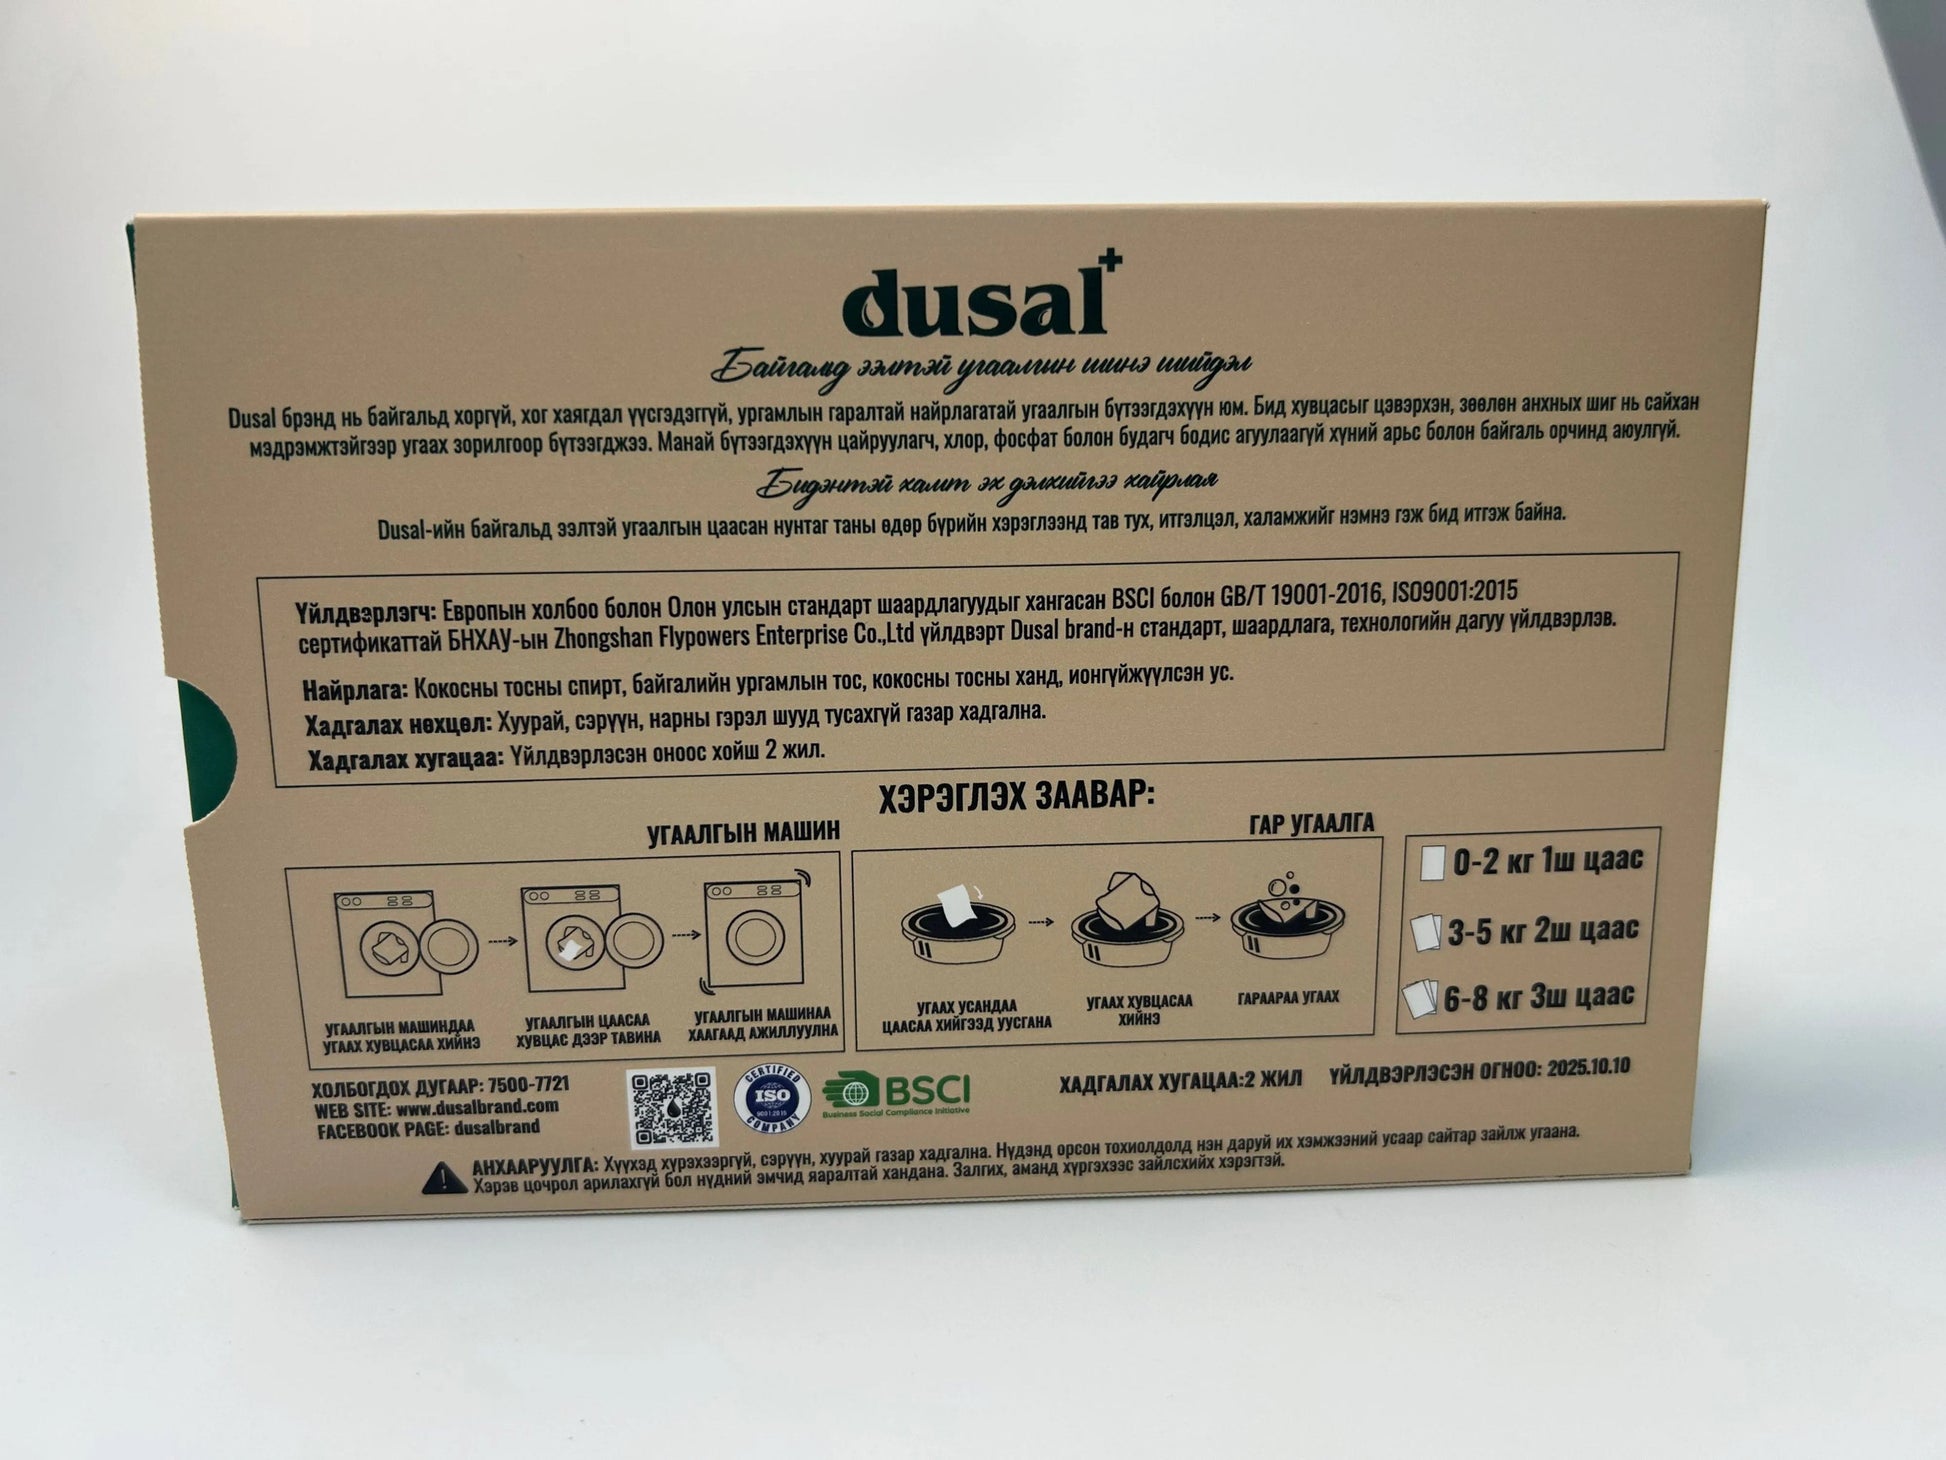 dusal+
Байгальд ээлтэй угаалгын шинэ шийдэл
Dusal брэнд нь байгальд хоргүй, хог хаягдал үүсгэдэггүй, ургамлын гаралтай найрлагатай угаалгын бүтээгдэхүүн юм. Бид хувцасыг цэвэрхэн, зөөлөн анхных шиг нь сайхан
мэдрэмжтэйгээр угаах зорилгоор бүтээгджээ. Манай бүтээгдэхүүн цайруулагч, хлор, фосфат болон будагч бодис агуулаагүй хүний арьс болон байгаль орчинд аюулгүй.
Бидэнтэй хамт эх дэлхийгээ хайрлая
Dusal-ийн байгальд ээлтэй угаалгын цаасан нунтаг таны өдөр бүрийн хэрэглээнд тав тух, итгэлцэл, халамжийг нэмнэ гэж бид итгэж байна.
Үйлдвэрлэгч: Европын холбоо болон Олон улсын стандарт шаардлагуудыг хангасан BSCI болон GB/T 19001-2016, ISO9001:2015
сертификаттай БНХАУ-ын Zhongshan Flypowers Enterprise Co.,Ltd үйлдвэрт Dusal brand-н стандарт, шаардлага, технологийн дагуу үйлдвэрлэв.
Найрлага: Кокосны тосны спирт, байгалийн ургамлын тос, кокосны тосны ханд, ионгүйжүүлсэн ус.
Хадгалах нөхцөл: Хуурай, сэрүүн, нарны гэрэл шууд тусахгүй газар хадгална.
Хадгалах хугацаа: Үйлдвэрлэсэн оноос хойш 2 жил.
ХЭРЭГЛЭХ ЗААВАР:
УГААЛГЫН МАШИН
УГААЛГЫН МАШИНДАА
УГААХ ХУВЦАСАА ХИЙНЭ
УГААЛГЫН ЦААСАА
ХУВЦАС ДЭЭР ТАВИНА
УГААЛГЫН МАШИНАА
ХААГААД АЖИЛЛУУЛНА
ГАР УГААЛГА
УГААХ УСАНДАА
ЦААСАА ХИЙГЭЭД УУСГАНА
УГААХ ХУВЦАСАА
ХИЙНЭ
ГАРААРАА УГААХ
0-2 кг 1ш цаас
3-5 кг 2ш цаас
6-8 кг 3ш цаас
ХОЛБОГДОХ ДУГААР: 7500-7721
WEB SITE: www.dusalbrand.com
FACEBOOK PAGE: dusalbrand
CERTIFIED
ISO
9001:2015
COMPANY
BSCI
Business Social Compliance Initiative
ХАДГАЛАХ ХУГАЦАА:2 ЖИЛ ҮЙЛДВЭРЛЭСЭН ОГНОО: 2025.10.10
АНХААРУУЛГА: Хүүхэд хүрэхээргүй, сэрүүн, хуурай газар хадгална. Нүдэнд орсон тохиолдолд нэн даруй их хэмжээний усаар сайтар зайлж угаана.
Хэрэв цочрол арилахгүй бол нүдний эмчид яаралтай хандана. Залгих, аманд хүргэхээс зайлсхийх хэрэгтэй.